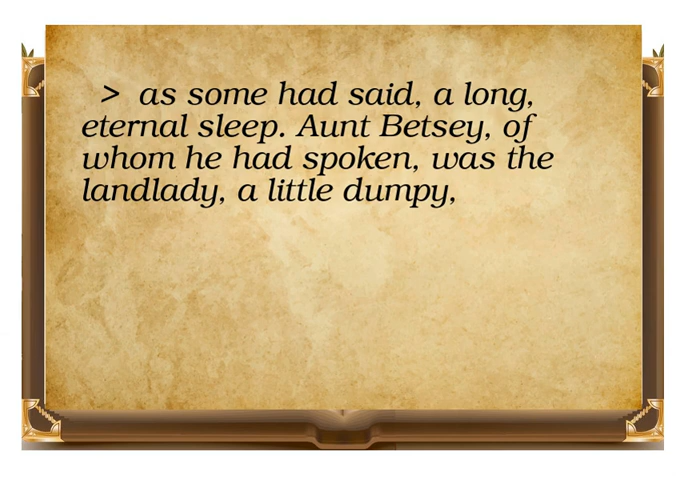 > as some had said, a long,
eternal sleep. Aunt Betsey, of
whom he had spoken, was the
landlady, a little dumpy,